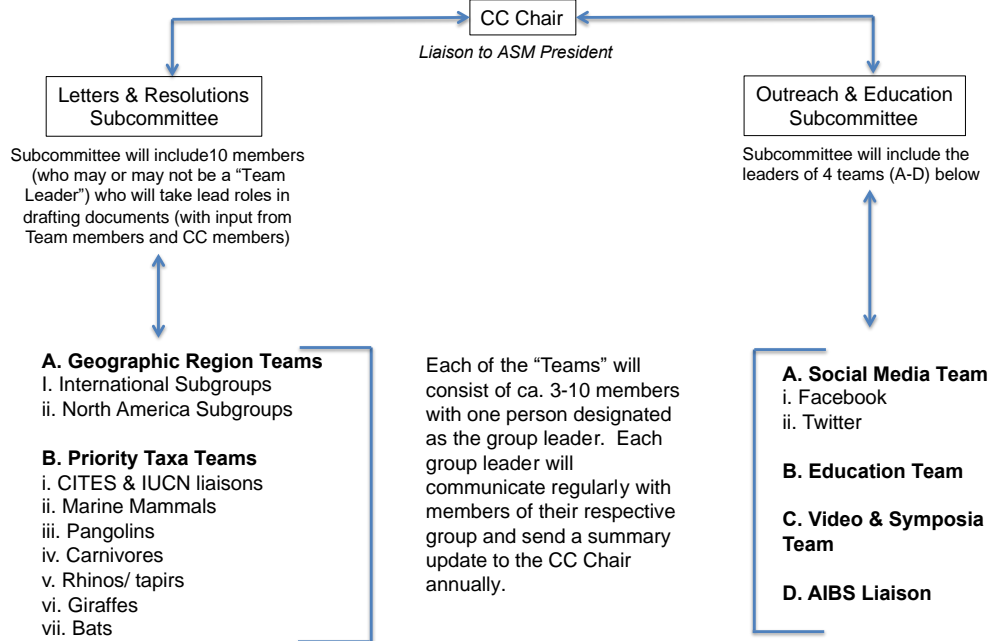 CC Chair
Liaison to ASM President
Letters & Resolutions
Subcommittee
Subcommittee will include10 members
(who may or may not be a “Team
Leader”) who will take lead roles in
drafting documents (with input from
Team members and CC members)
Outreach & Education
Subcommittee
Subcommittee will include the
leaders of 4 teams (A-D) below
A. Geographic Region Teams
I. International Subgroups
ii. North America Subgroups
B. Priority Taxa Teams
i. CITES & IUCN liaisons
ii. Marine Mammals
iii. Pangolins
iv. Carnivores
v. Rhinos/ tapirs
vi. Giraffes
vii. Bats
Each of the “Teams” will
consist of ca. 3-10 members
with one person designated
as the group leader.  Each
group leader will
communicate regularly with
members of their respective
group and send a summary
update to the CC Chair
annually.
A. Social Media Team
i. Facebook
ii. Twitter
B. Education Team
C. Video & Symposia
Team
D. AIBS Liaison